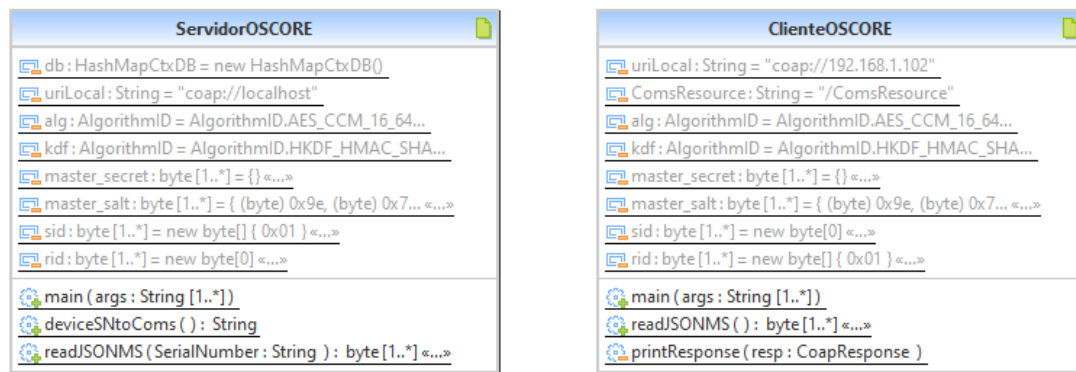 ServidorOSCORE
db : HashMapCtxDB = new HashMapCtxDB()
uriLocal : String = "coap://localhost"
alg : AlgorithmID = AlgorithmID.AES_CCM_16_64...
kdf : AlgorithmID = AlgorithmID.HKDF_HMAC_SHA...
master_secret : byte [1..*] = {} «...»
master_salt : byte [1..*] = { (byte) 0x9e, (byte) 0x7... «...»
sid : byte [1..*] = new byte[] { 0x01 } «...»
rid : byte [1..*] = new byte[0] «...»
main ( args : String [1..*] )
deviceSNtoComs ( ) : String
readJSONMS ( SerialNumber : String ) : byte [1..*] «...»
ClienteOSCORE
uriLocal : String = "coap://192.168.1.102"
ComsResource : String = "/ComsResource"
alg : AlgorithmID = AlgorithmID.AES_CCM_16_64...
kdf : AlgorithmID = AlgorithmID.HKDF_HMAC_SHA...
master_secret : byte [1..*] = {} «...»
master_salt : byte [1..*] = { (byte) 0x9e, (byte) 0x7... «...»
sid : byte [1..*] = new byte[0] «...»
rid : byte [1..*] = new byte[] { 0x01 } «...»
main ( args : String [1..*] )
readJSONMS ( ) : byte [1..*] «...»
printResponse ( resp : CoapResponse )